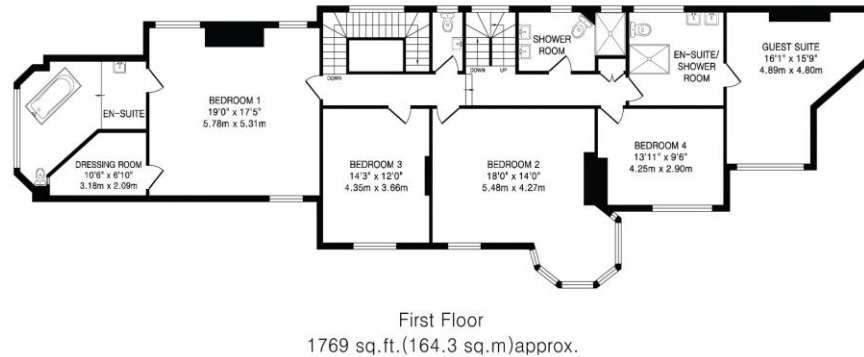 EN-SUITE
DRESSING ROOM
10'6" x 6'10"
3.18m x 2.09m
BEDROOM 1
19'0" x 17'5"
5.78m x 5.31m
DOWN
DOWN
UP
SHOWER
ROOM
EN-SUITE/
SHOWER
ROOM
GUEST SUITE
16'1" x 15'9"
4.89m x 4.80m
BEDROOM 3
14'3" x 12'0"
4.35m x 3.66m
BEDROOM 2
18'0" x 14'0"
5.48m x 4.27m
BEDROOM 4
13'11" x 9'6"
4.25m x 2.90m
First Floor
1769 sq.ft.(164.3 sq.m)approx.